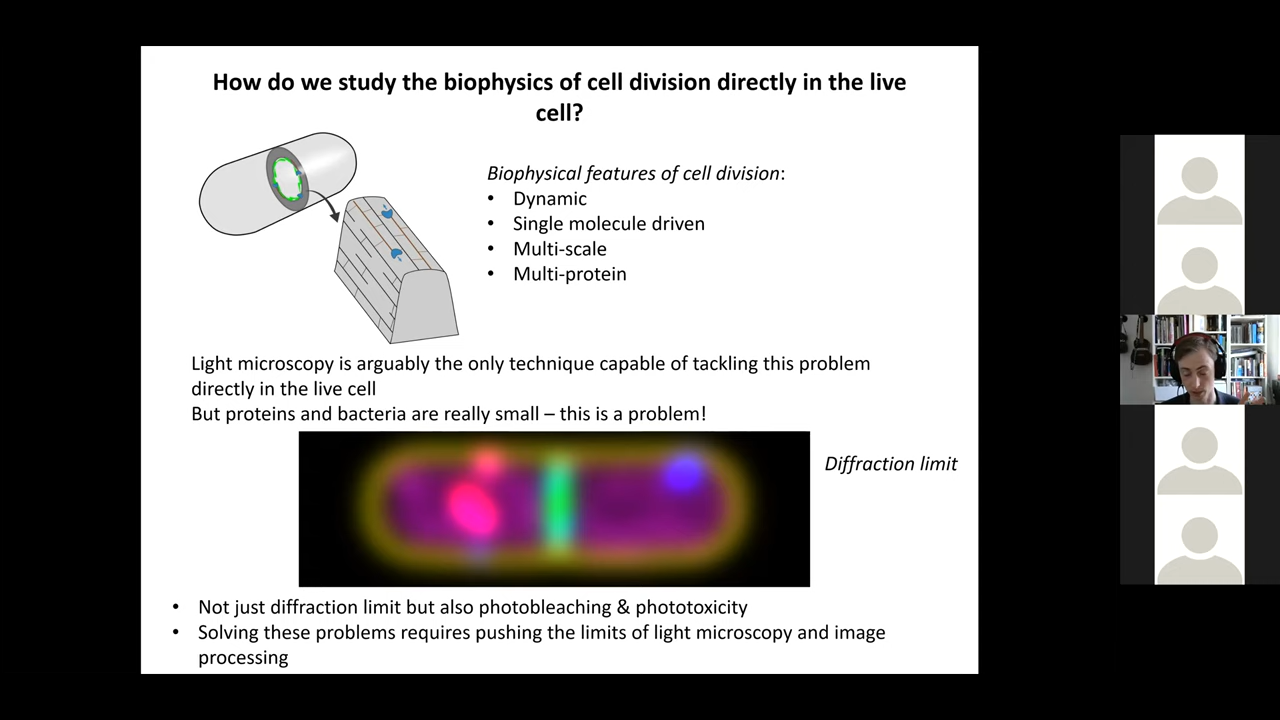 How do we study the biophysics of cell division directly in the live
cell?
Biophysical features of cell division:
• Dynamic
• Single molecule driven
• Multi-scale
• Multi-protein
Light microscopy is arguably the only technique capable of tackling this problem
directly in the live cell
But proteins and bacteria are really small – this is a problem!
Diffraction limit
• Not just diffraction limit but also photobleaching & phototoxicity
• Solving these problems requires pushing the limits of light microscopy and image
processing